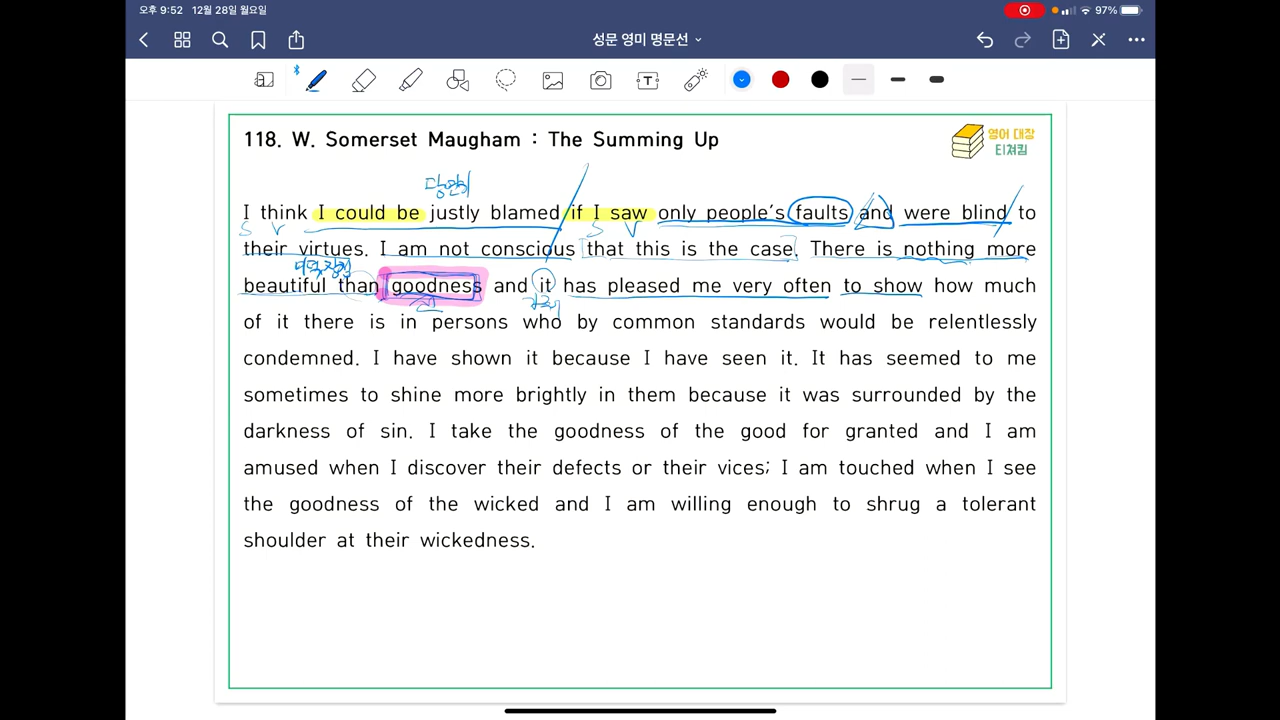 오후 9:52 12월 28일 월요일
97%
성문 영미 명문선
118. W. Somerset Maugham : The Summing Up
영어 대장
티쳐킴
당연히
I think I could be justly blamed if I saw only people's faults and were blind to
S V S V
their virtues. I am not conscious that this is the case. There is nothing more
beautiful than goodness and it has pleased me very often to show how much
선
of it there is in persons who by common standards would be relentlessly
condemned. I have shown it because I have seen it. It has seemed to me
sometimes to shine more brightly in them because it was surrounded by the
darkness of sin. I take the goodness of the good for granted and I am
amused when I discover their defects or their vices; I am touched when I see
the goodness of the wicked and I am willing enough to shrug a tolerant
shoulder at their wickedness.